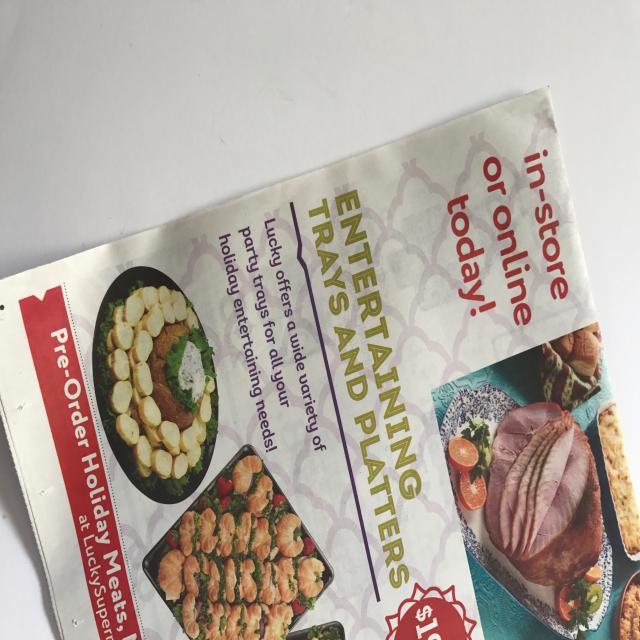 in-store
or online
today!
ENTERTAINING
TRAYS AND PLATTERS
Lucky offers a wide variety of
party trays for all your
holiday entertaining needs!
Pre-Order Holiday Meats,
at